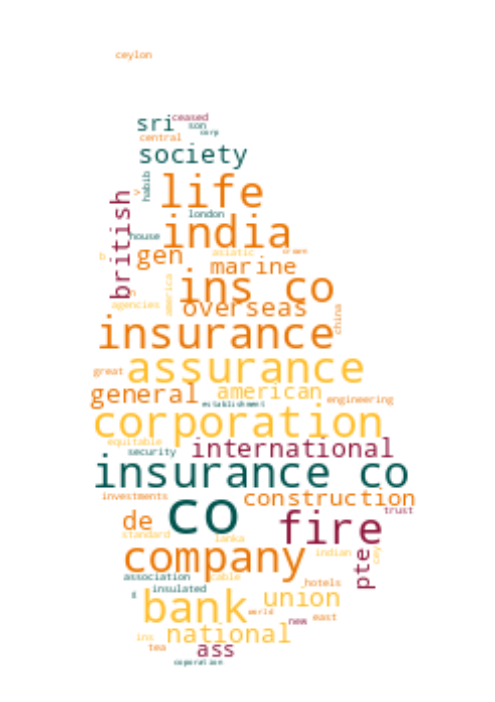 ceylon
sri ceased
son
corp
central
society
habib
life
v
british
london
india
house
gen
asiatic
b
marine
america
ins co
overseas
agencies
china
insurance
assurance
great
general
american
engineering
establishment
corporation
equitable
international
security
insurance co
investments
construction
co
trust
de
fire
standard
lanka
company
indian
pte
association
cable
hotels
insulated
g
bank
union
world
east
new
national
ins
tea
ass
coporation